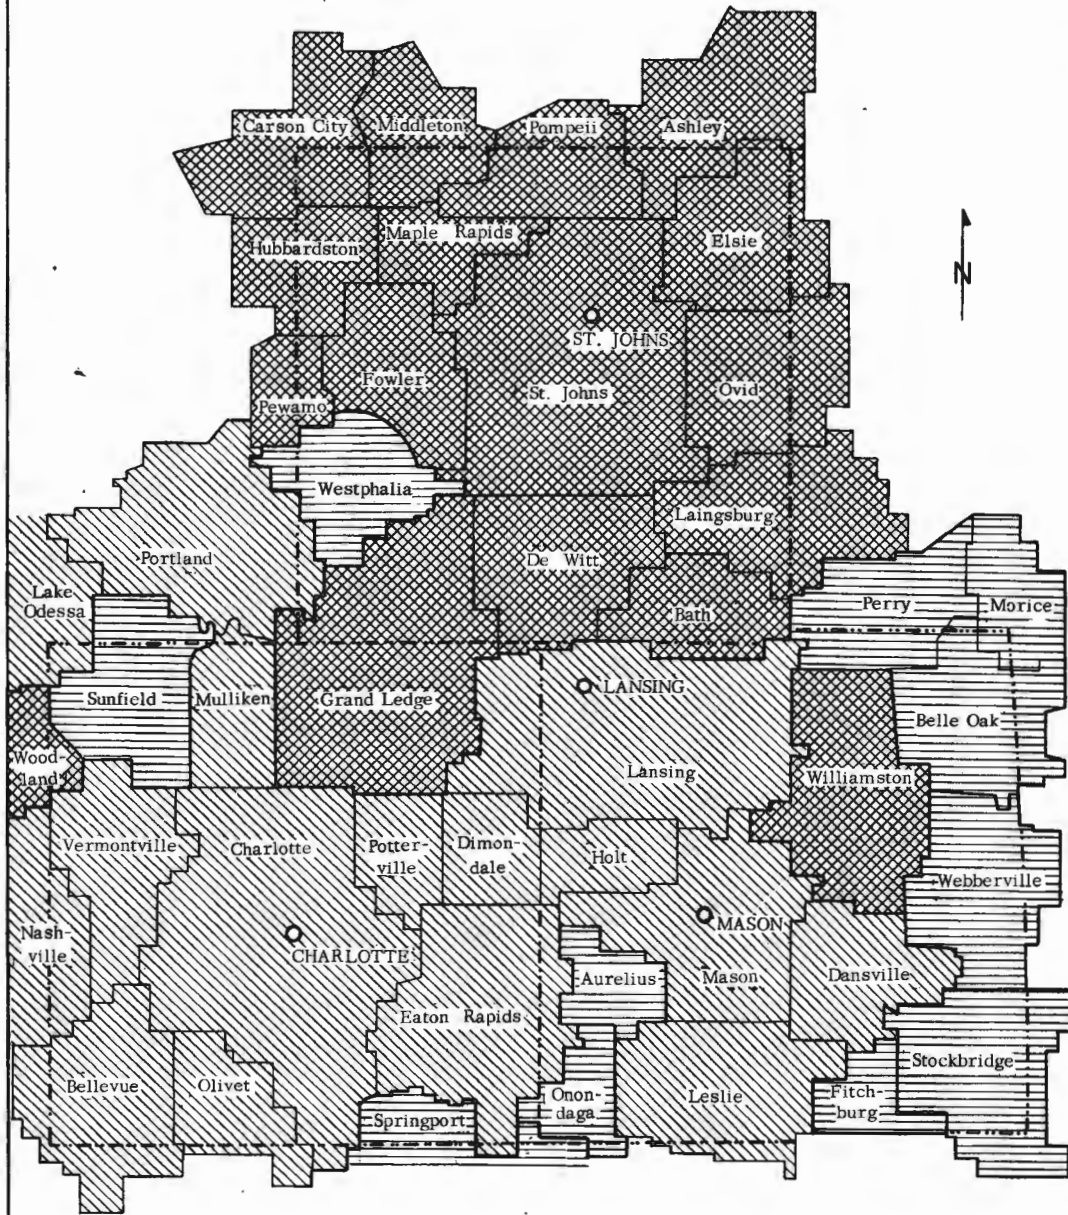 Carson City
Middleton
Pompeii
Ashley
Hubbardston
Maple Rapids
Elsie
N
ST. JOHNS
Fowler
St. Johns
Ovid
Pewamo
Westphalia
Laingsburg
Portland
De Witt
Lake
Odessa
Bath
Perry
Morice
Sunfield
Mulliken
Grand Ledge
LANSING
Belle Oak
Wood-
land
Lansing
Williamston
Vermontville
Charlotte
Potter-
ville
Dimon-
dale
Holt
Webberville
Nash-
ville
CHARLOTTE
MASON
Aurelius
Mason
Dansville
Eaton Rapids
Bellevue
Olivet
Springport
Onon-
daga
Leslie
Fitch-
burg
Stockbridge